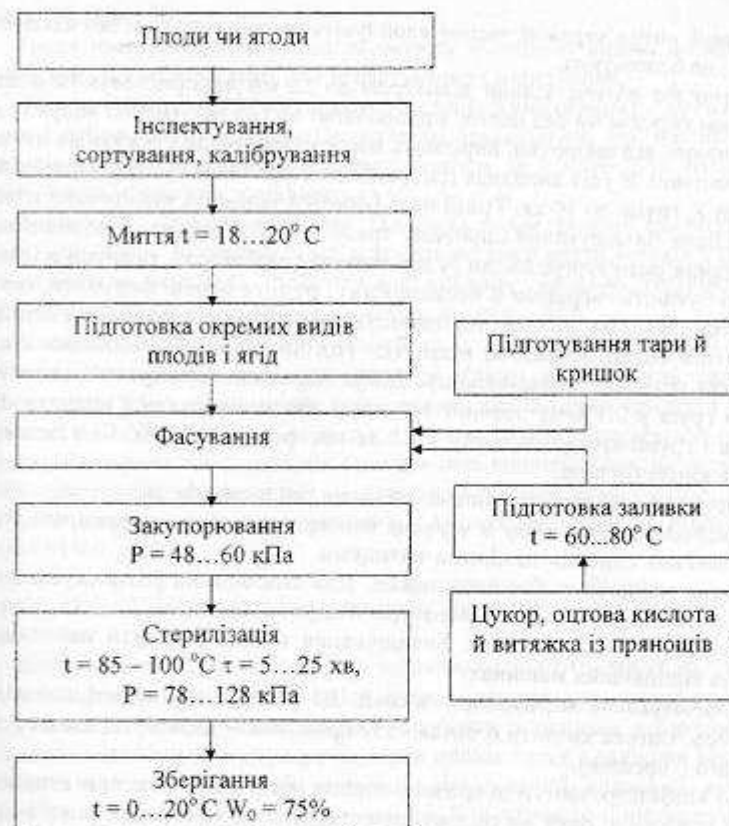 Плоди чи ягоди
Інспектування,
сортування, калібрування
Миття t = 18…20° С
Підготовка окремих видів
плодів і ягід
Підготування тари й
кришок
Фасування
Закупорювання
Р = 48…60 кПа
Підготовка заливки
t = 60...80° С
Стерилізація
t = 85 – 100 °С τ = 5…25 хв,
Р = 78…128 кПа
Цукор, оцтова кислота
й витяжка із прянощів
Зберігання
t = 0….20° С W₀ = 75%